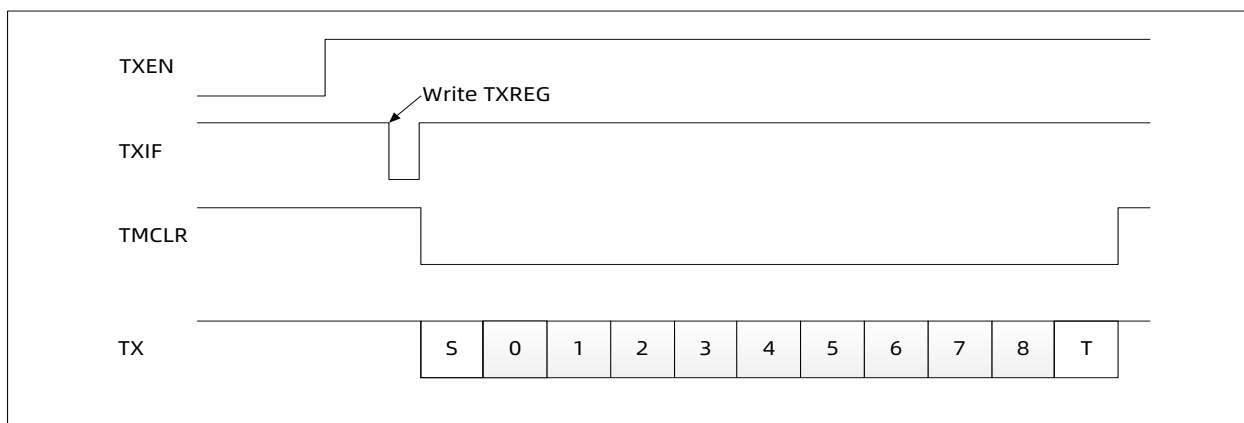 TXEN
Write TXREG
TXIF
TMCLR
TX S 0 1 2 3 4 5 6 7 8 T